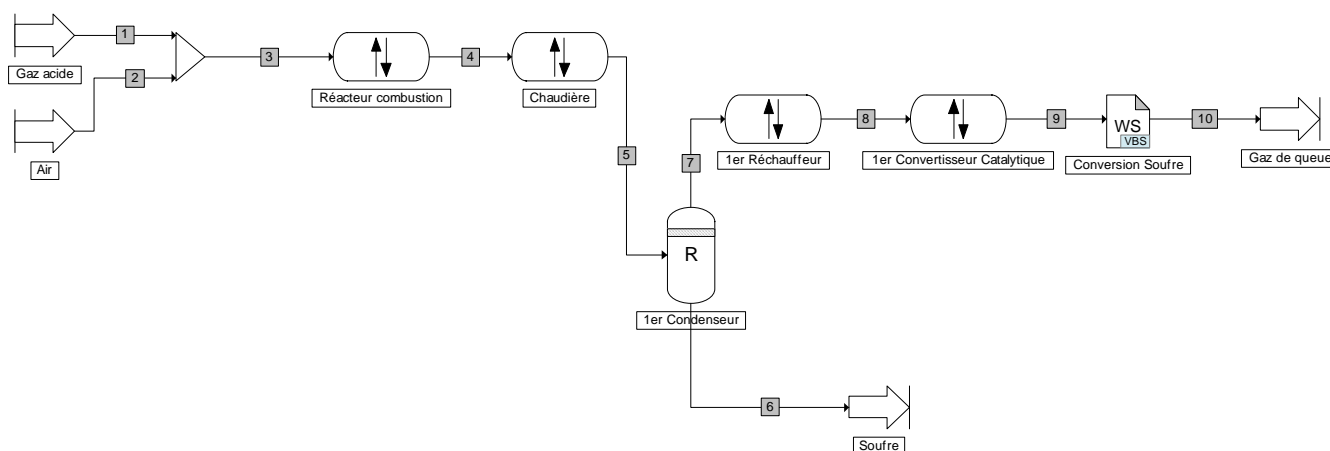 1
Gaz acide
2
Air
3
Réacteur combustion
4
Chaudière
5
R
1er Condenseur
6
Soufre
7
1er Réchauffeur
8
1er Convertisseur Catalytique
9
WS
VBS
Conversion Soufre
10
Gaz de queue